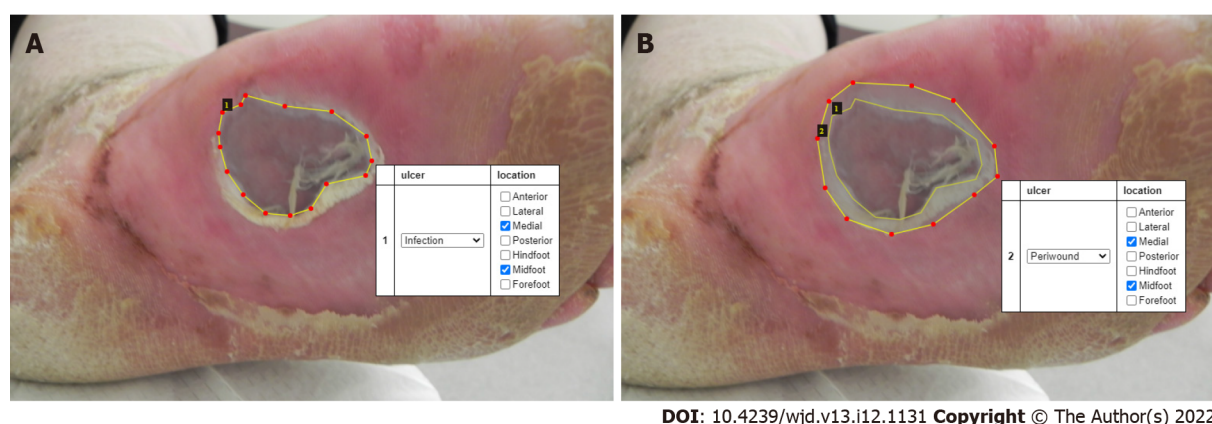 A
1
ulcer location
1 Infection
Anterior
Lateral
Medial
Posterior
Hindfoot
Midfoot
Forefoot
B
1
2
ulcer location
2 Periwound
Anterior
Lateral
Medial
Posterior
Hindfoot
Midfoot
Forefoot
DOI: 10.4239/wjd.v13.i12.1131 Copyright © The Author(s) 2022